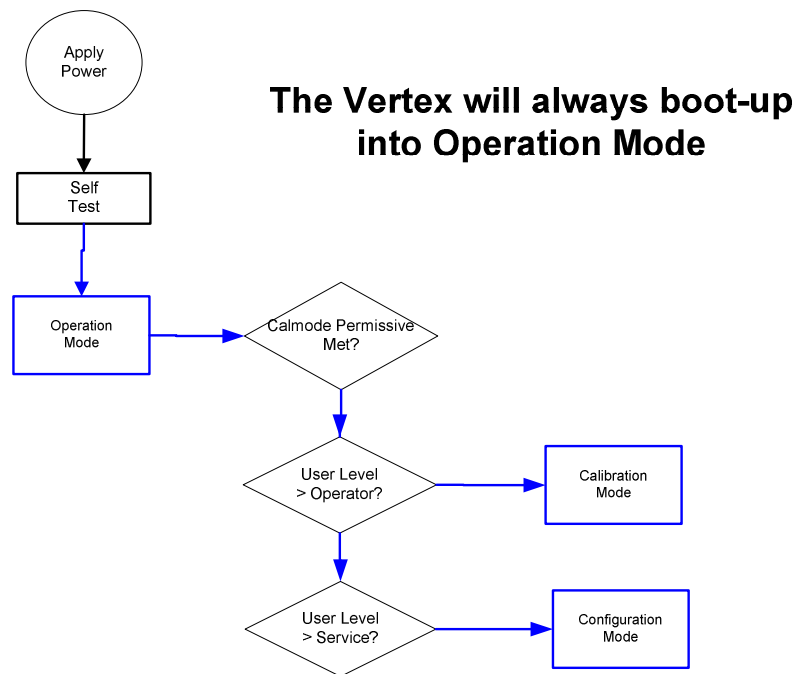 Apply
Power
The Vertex will always boot-up
into Operation Mode
Self
Test
Operation
Mode
Calmode Permissive
Met?
User Level
> Operator?
Calibration
Mode
User Level
> Service?
Configuration
Mode